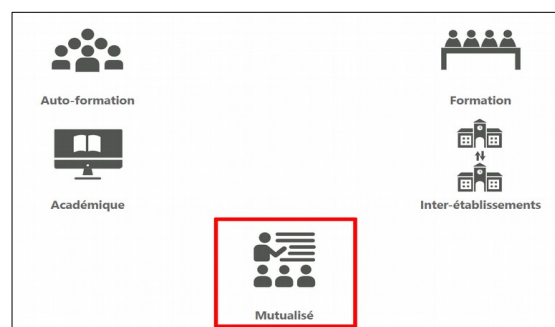 Auto-formation
Formation
Académique
Inter-établissements
Mutualisé